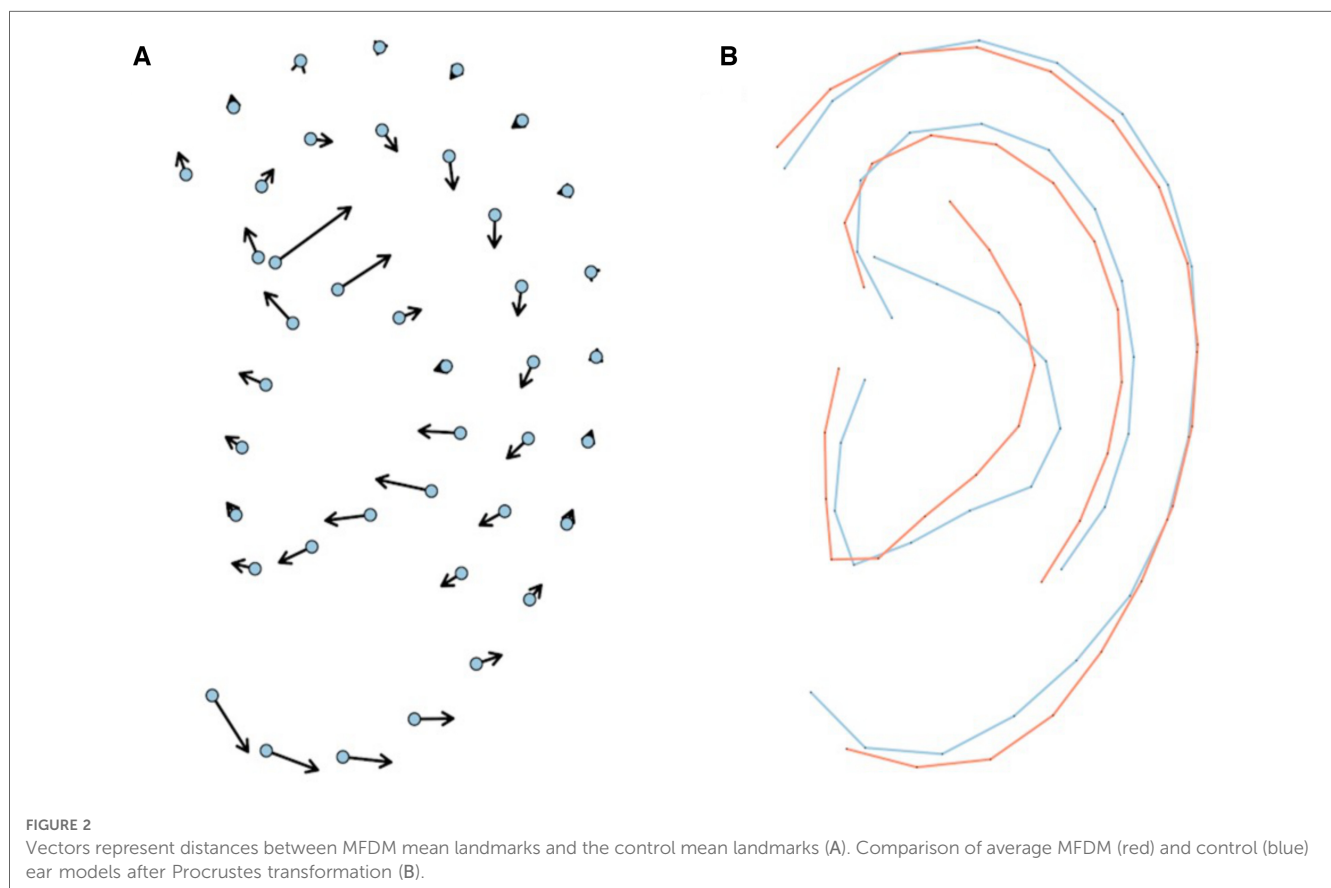 A
B
FIGURE 2
Vectors represent distances between MFDM mean landmarks and the control mean landmarks (A). Comparison of average MFDM (red) and control (blue)
ear models after Procrustes transformation (B).